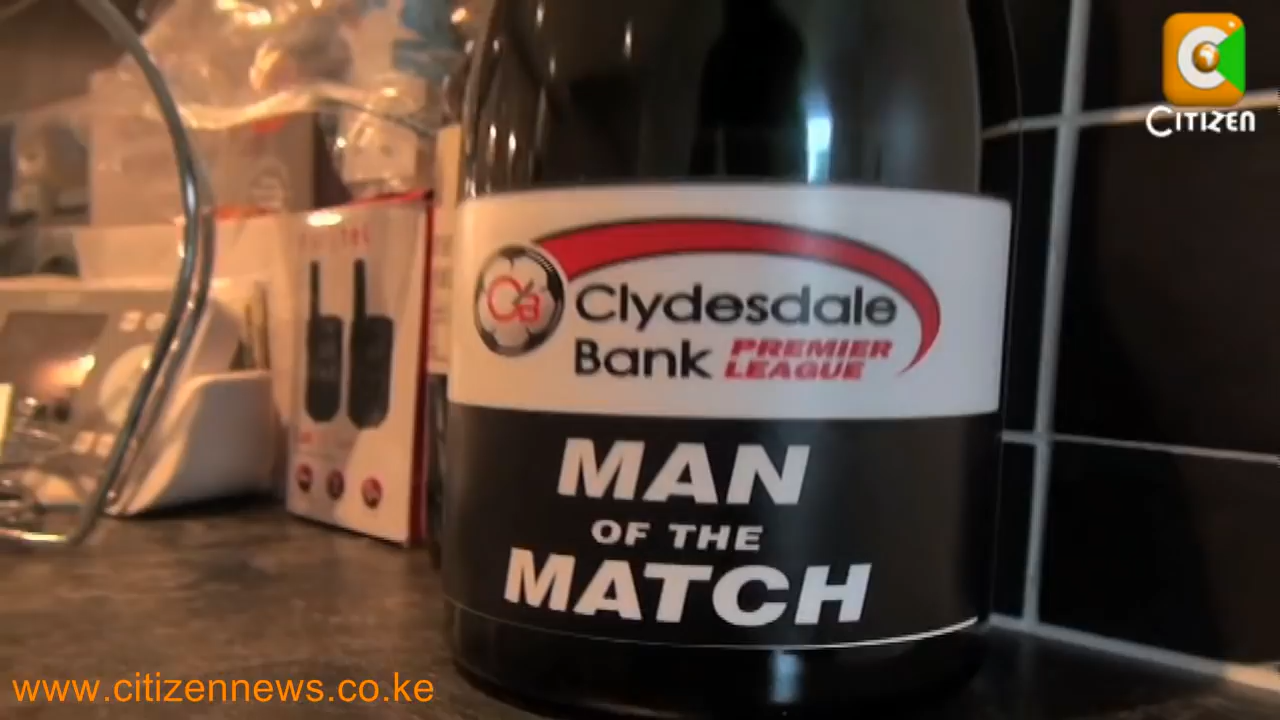 CITIZEN
Clydesdale
Bank PREMIER
LEAGUE
MAN
OF THE
MATCH
www.citizennews.co.ke